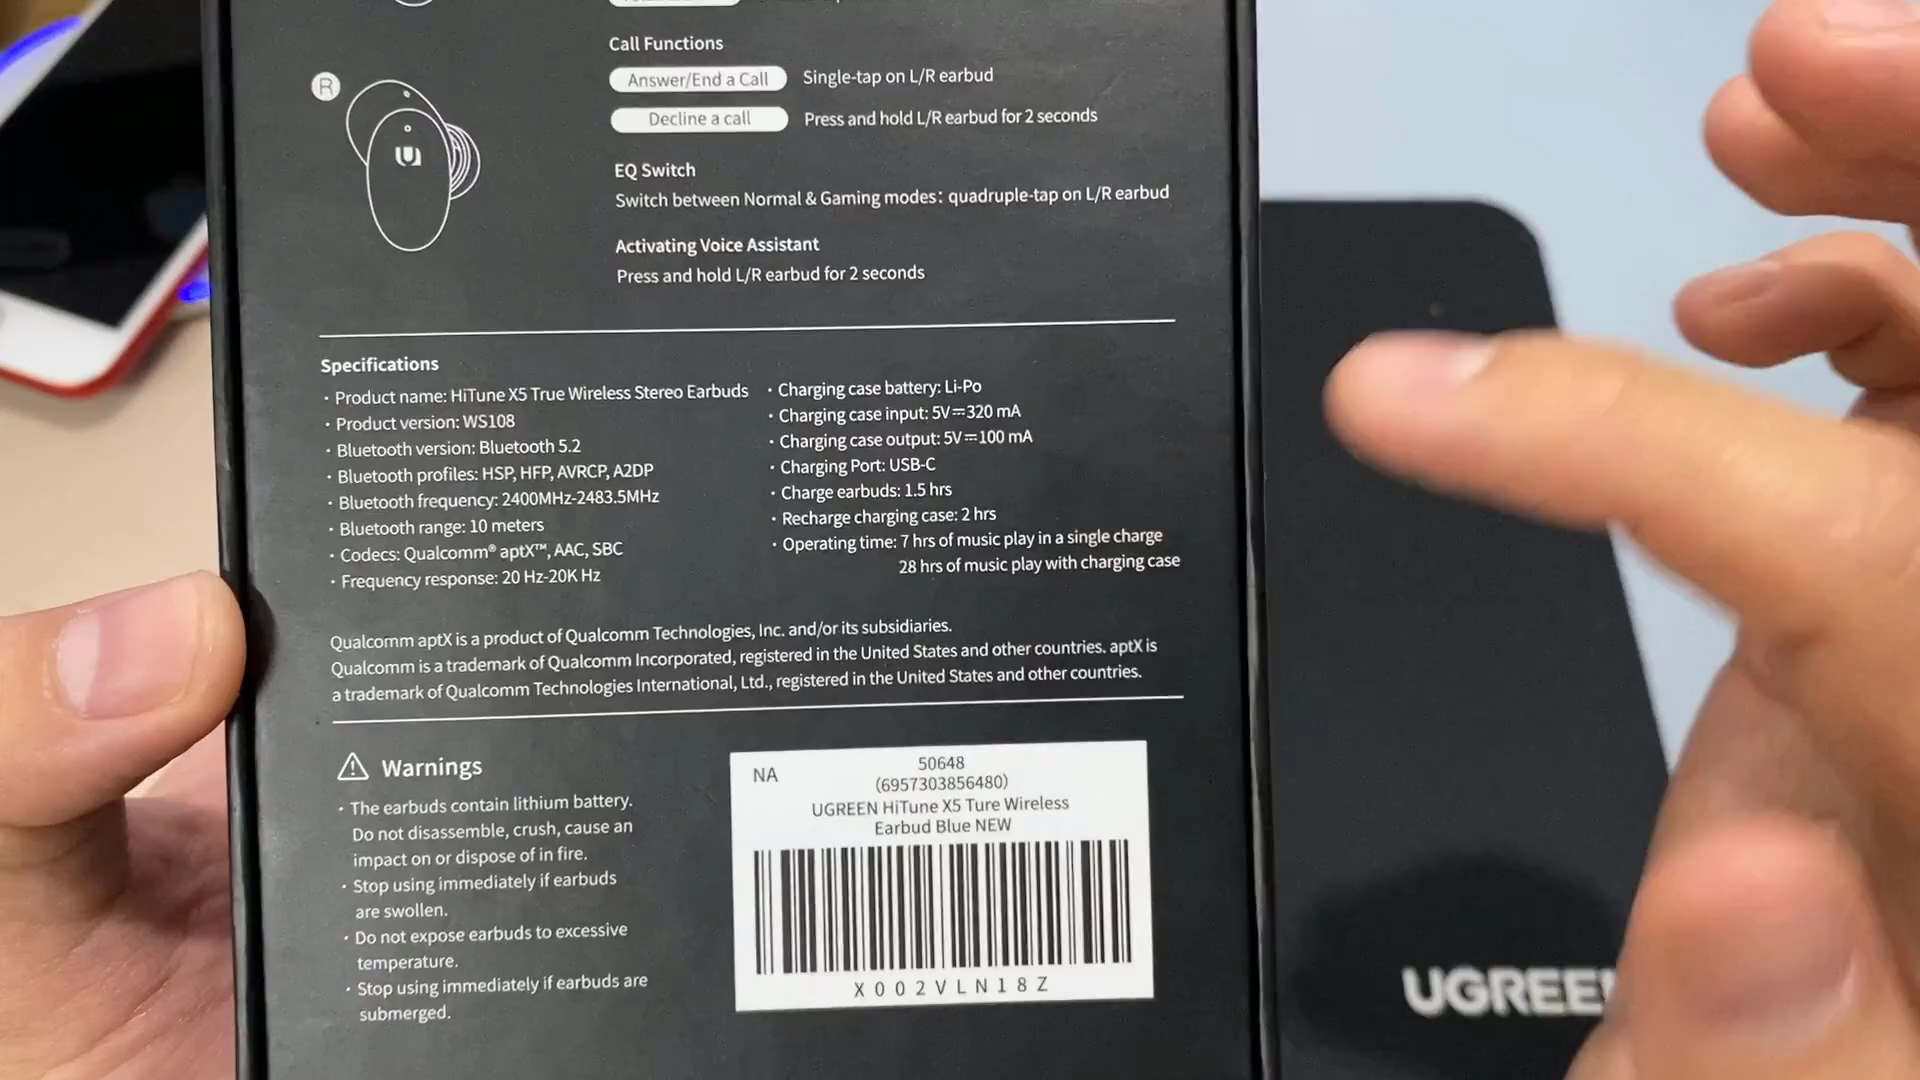 Call Functions
R
Answer/End a Call Single-tap on L/R earbud
Decline a call Press and hold L/R earbud for 2 seconds
EQ Switch
Switch between Normal & Gaming modes: quadruple-tap on L/R earbud
Activating Voice Assistant
Press and hold L/R earbud for 2 seconds
Specifications
· Product name: HiTune X5 True Wireless Stereo Earbuds
· Product version: WS108
· Bluetooth version: Bluetooth 5.2
· Bluetooth profiles: HSP, HFP, AVRCP, A2DP
· Bluetooth frequency: 2400MHz-2483.5MHz
· Bluetooth range: 10 meters
· Codecs: Qualcomm® aptX™, AAC, SBC
· Frequency response: 20 Hz-20K Hz
· Charging case battery: Li-Po
· Charging case input: 5V⎓320 mA
· Charging case output: 5V⎓100 mA
· Charging Port: USB-C
· Charge earbuds: 1.5 hrs
· Recharge charging case: 2 hrs
· Operating time: 7 hrs of music play in a single charge
28 hrs of music play with charging case
Qualcomm aptX is a product of Qualcomm Technologies, Inc. and/or its subsidiaries.
Qualcomm is a trademark of Qualcomm Incorporated, registered in the United States and other countries. aptX is
a trademark of Qualcomm Technologies International, Ltd., registered in the United States and other countries.
Warnings
· The earbuds contain lithium battery.
Do not disassemble, crush, cause an
impact on or dispose of in fire.
· Stop using immediately if earbuds
are swollen.
· Do not expose earbuds to excessive
temperature.
· Stop using immediately if earbuds are
submerged.
NA
50648
(6957303856480)
UGREEN HiTune X5 Ture Wireless
Earbud Blue NEW
X002VLN18Z
UGREEN